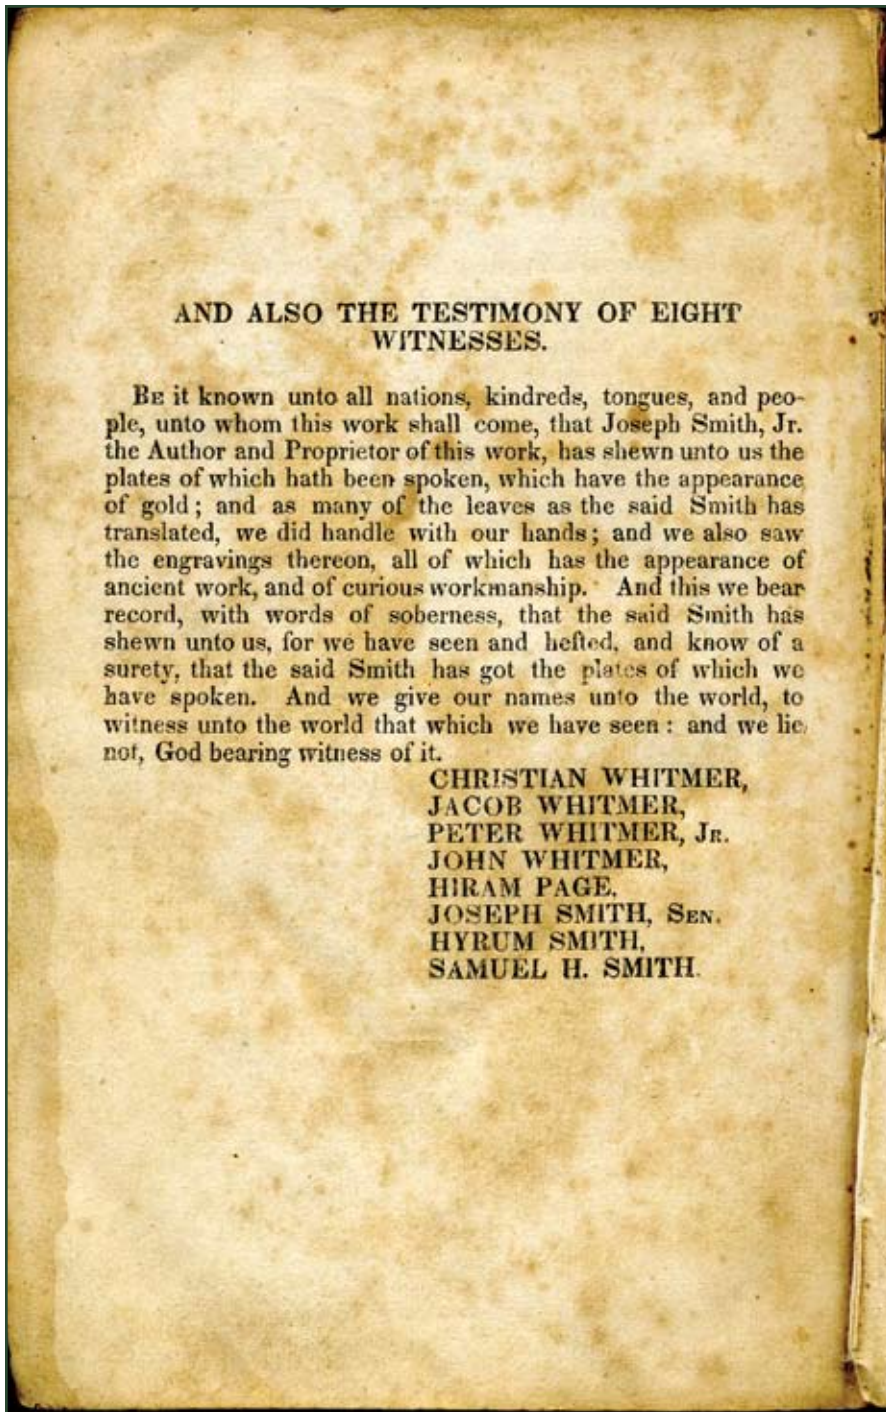 AND ALSO THE TESTIMONY OF EIGHT
WITNESSES.
BE it known unto all nations, kindreds, tongues, and peo-
ple, unto whom this work shall come, that Joseph Smith, Jr.
the Author and Proprietor of this work, has shewn unto us the
plates of which hath been spoken, which have the appearance
of gold; and as many of the leaves as the said Smith has
translated, we did handle with our hands; and we also saw
the engravings thereon, all of which has the appearance of
ancient work, and of curious workmanship. And this we bear
record, with words of soberness, that the said Smith has
shewn unto us, for we have seen and hefted, and know of a
surety, that the said Smith has got the plates of which we
have spoken. And we give our names unto the world, to
witness unto the world that which we have seen: and we lie
not, God bearing witness of it.
CHRISTIAN WHITMER,
JACOB WHITMER,
PETER WHITMER, JR.
JOHN WHITMER,
HIRAM PAGE,
JOSEPH SMITH, SEN.
HYRUM SMITH,
SAMUEL H. SMITH.